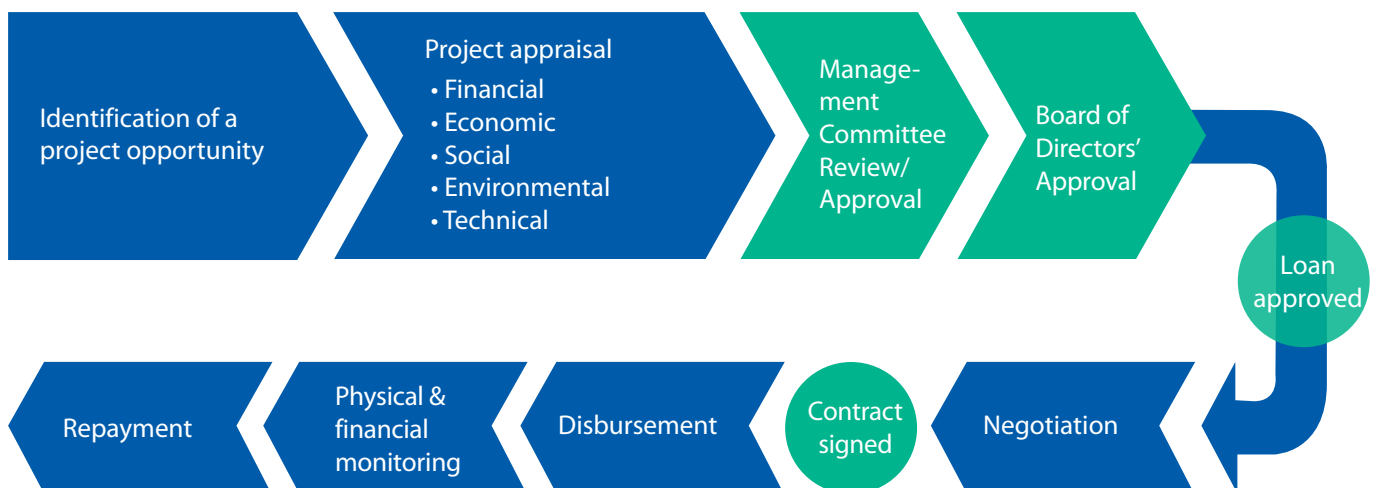 Identification of a
project opportunity
Project appraisal
• Financial
• Economic
• Social
• Environmental
• Technical
Manage-
ment
Committee
Review/
Approval
Board of
Directors’
Approval
Loan
approved
Negotiation
Contract
signed
Disbursement
Physical &
financial
monitoring
Repayment